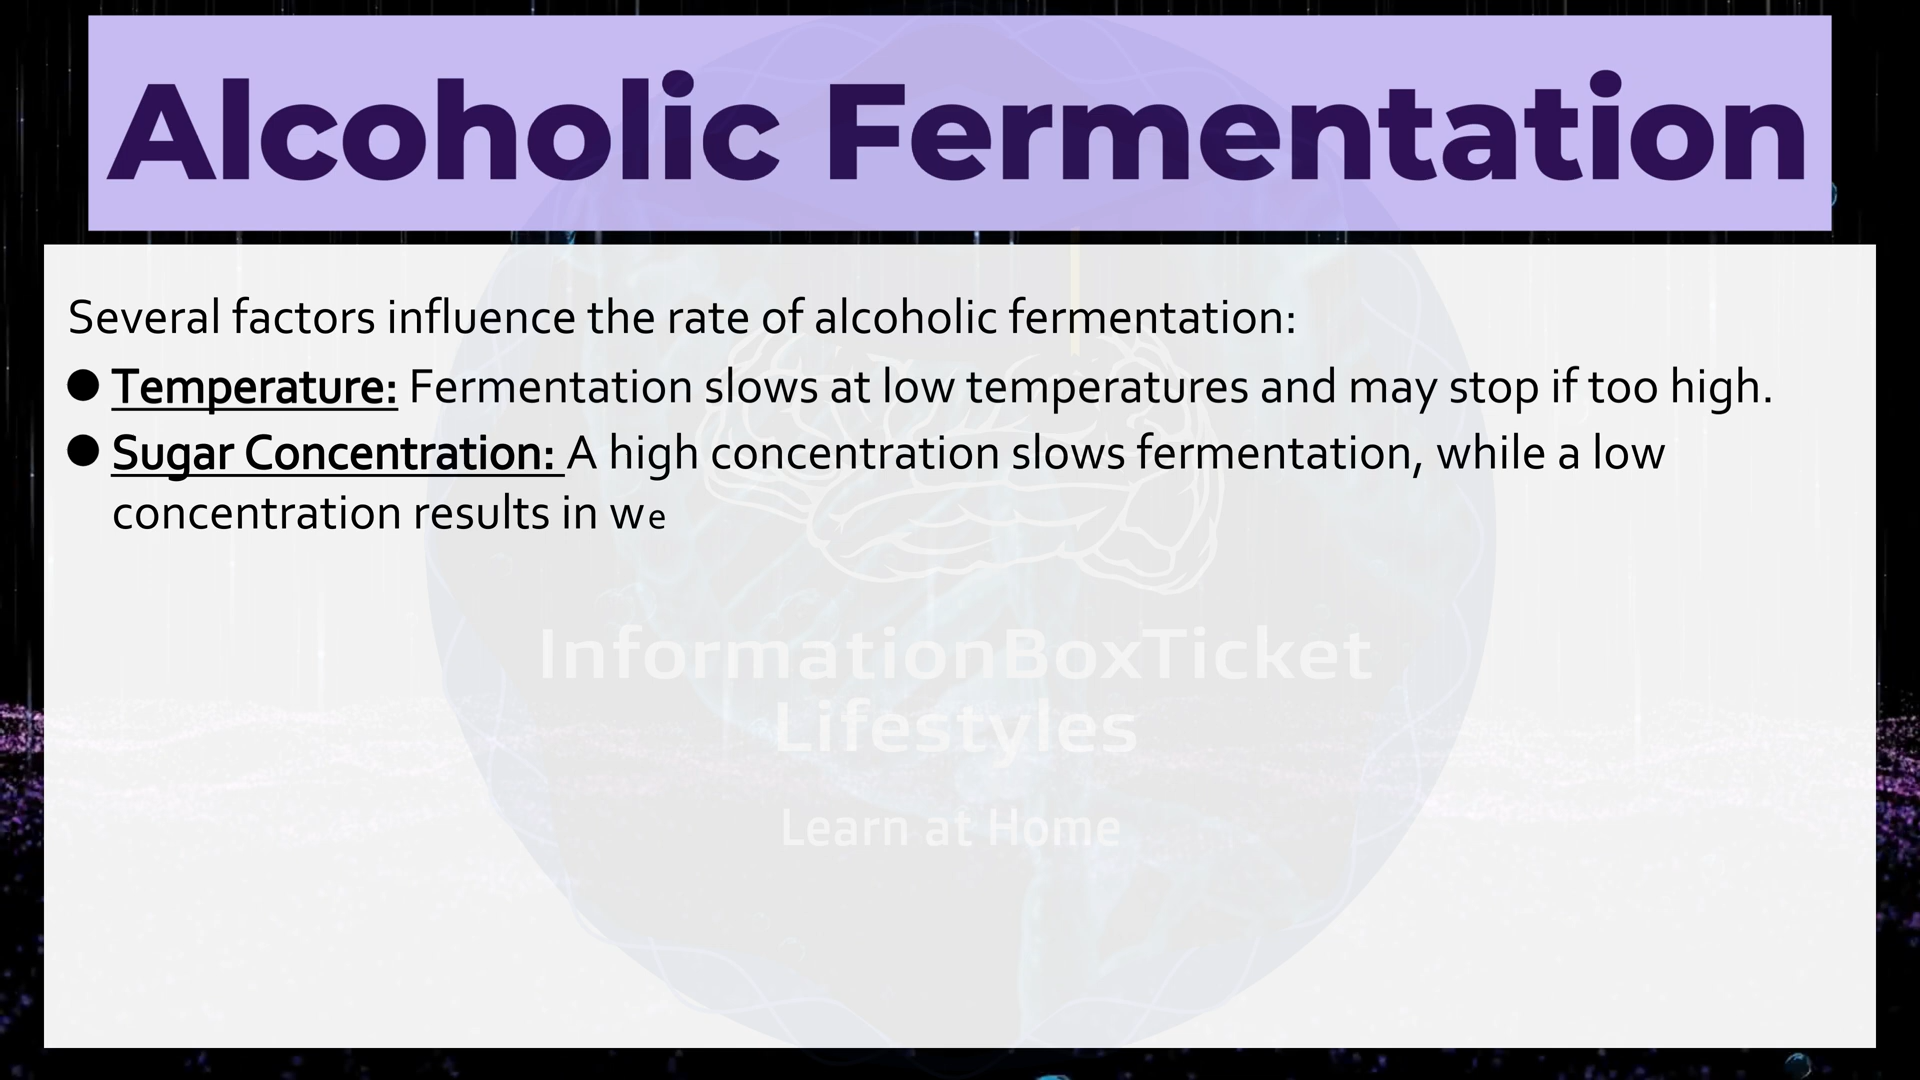 Alcoholic Fermentation
Several factors influence the rate of alcoholic fermentation:
● Temperature: Fermentation slows at low temperatures and may stop if too high.
● Sugar Concentration: A high concentration slows fermentation, while a low
concentration results in we
InformationBoxTicket
Lifestyles
Learn at Home